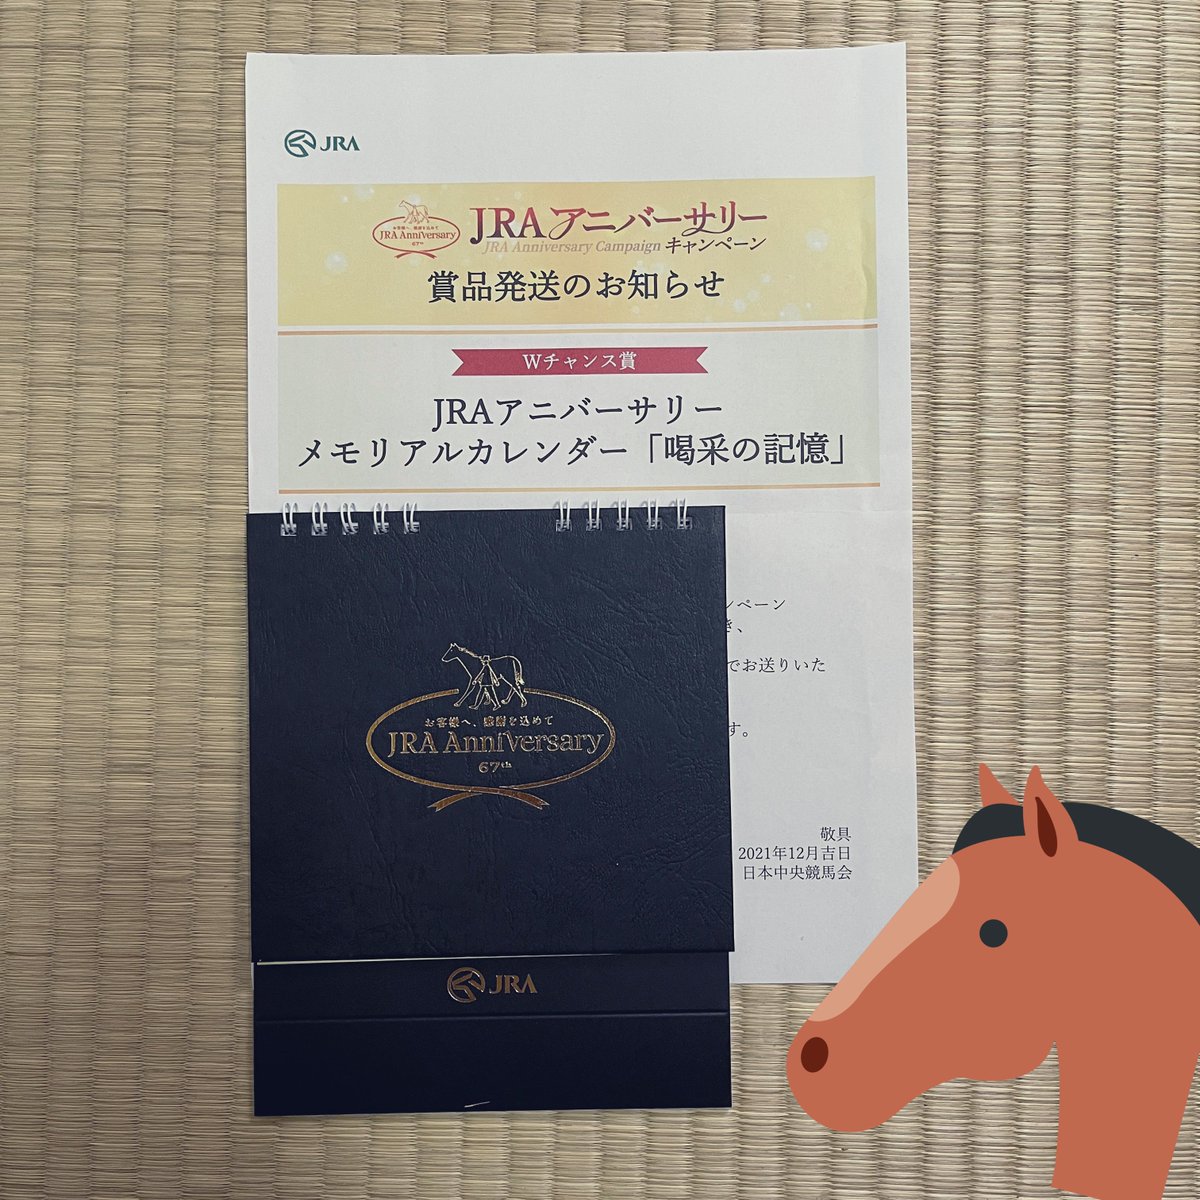 JRA
お客様へ、感謝を込めて
JRA Anniversary
67th
JRAアニバーサリー
JRA Anniversary Campaign キャンペーン
賞品発送のお知らせ
Wチャンス賞
JRAアニバーサリー
メモリアルカレンダー「喝采の記憶」
ンペーン
き、
でお送りいた
す。
敬具
2021年12月吉日
日本中央競馬会
お客様へ、感謝を込めて
JRA Anniversary
67th
JRA